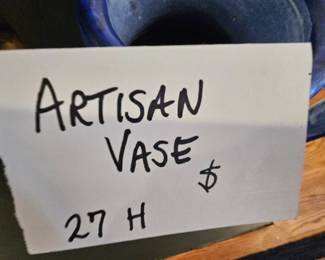 ARTISAN
VASE
$
27 H